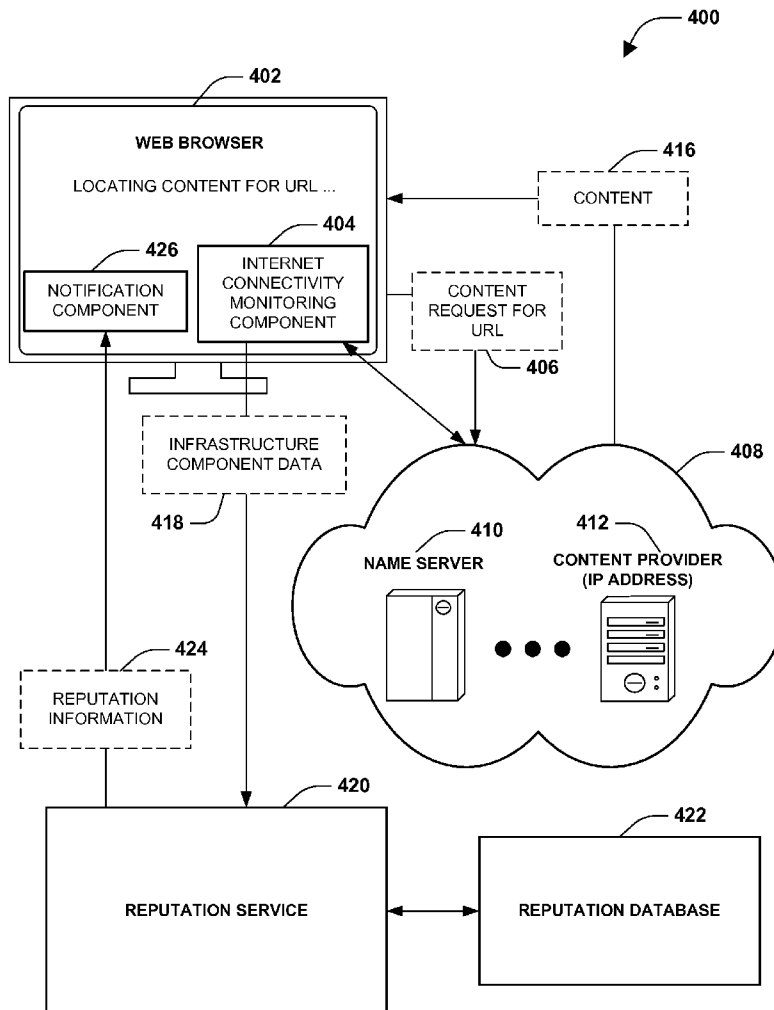 400
402
WEB BROWSER
LOCATING CONTENT FOR URL ...
416
CONTENT
404
426
INTERNET
CONNECTIVITY
MONITORING
COMPONENT
NOTIFICATION
COMPONENT
CONTENT
REQUEST FOR
URL
406
INFRASTRUCTURE
COMPONENT DATA
418
408
410
NAME SERVER
412
CONTENT PROVIDER
(IP ADDRESS)
424
REPUTATION
INFORMATION
420
REPUTATION SERVICE
422
REPUTATION DATABASE